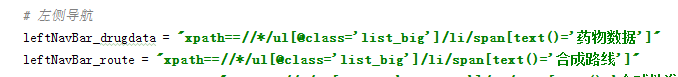 # 左侧导航
leftNavBar_drugdata = "xpath==//*/ul[@class='list_big']/li/span[text()='药物数据']"
leftNavBar_route = "xpath==//*/ul[@class='list_big']/li/span[text()='合成路线']"